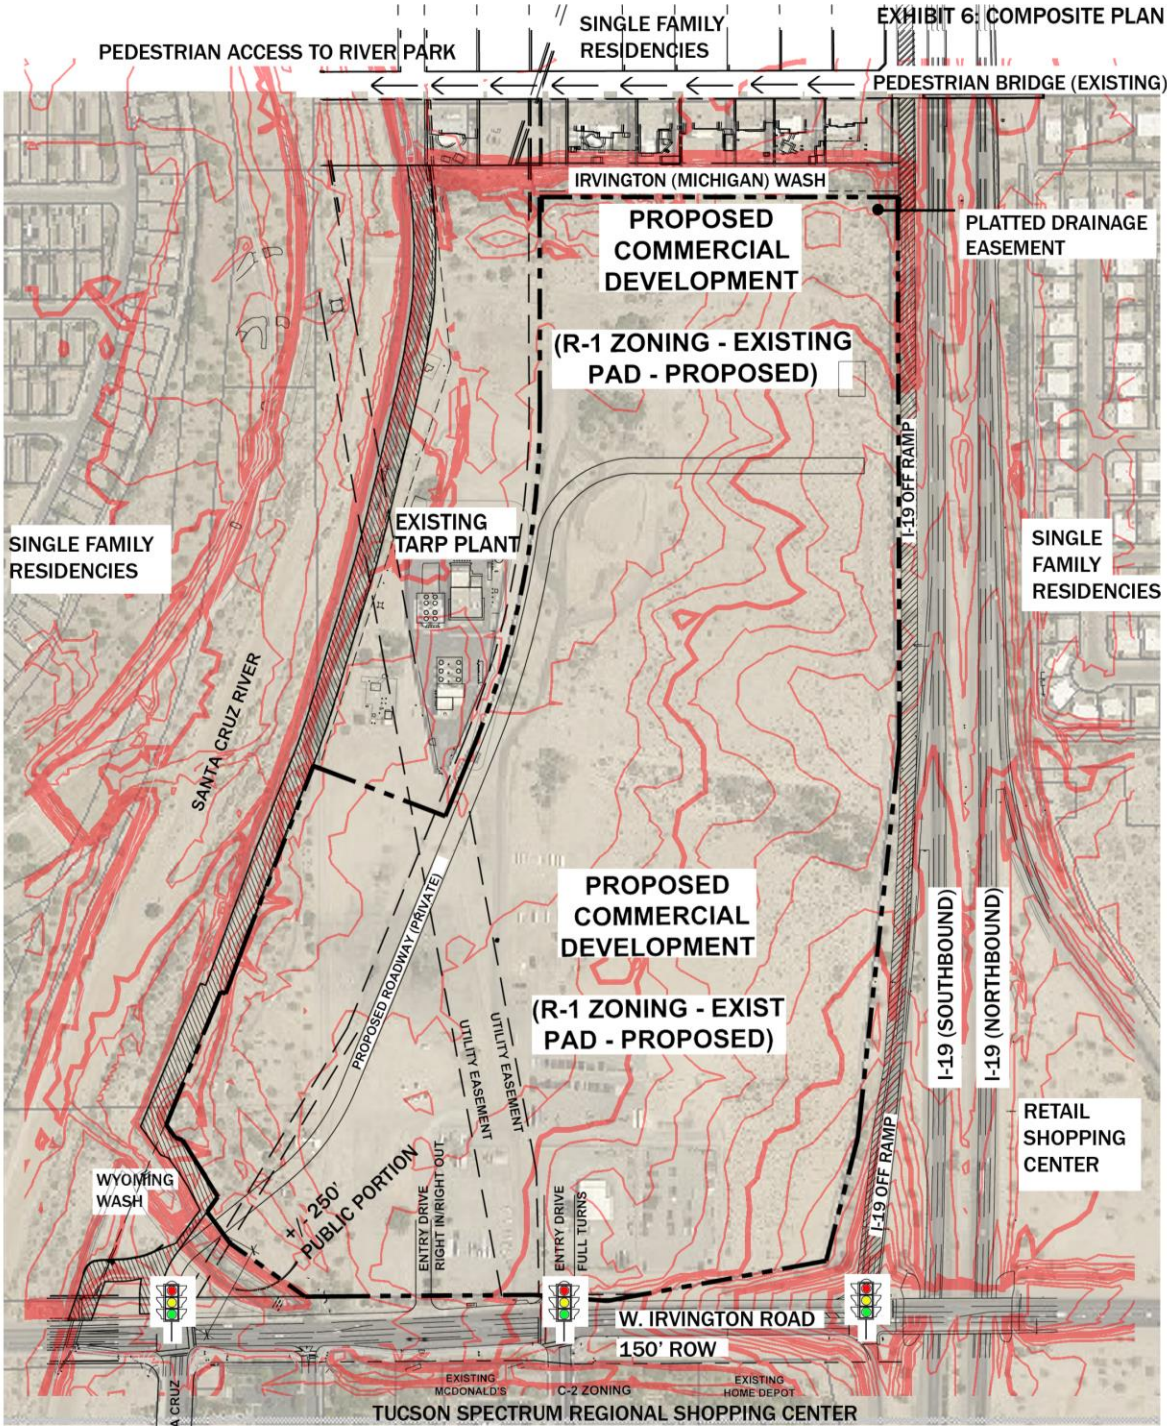 EXHIBIT 6: COMPOSITE PLAN
SINGLE FAMILY
RESIDENCIES
PEDESTRIAN ACCESS TO RIVER PARK
PEDESTRIAN BRIDGE (EXISTING)
IRVINGTON (MICHIGAN) WASH
PROPOSED
COMMERCIAL
DEVELOPMENT
PLATTED DRAINAGE
EASEMENT
(R-1 ZONING - EXISTING
PAD - PROPOSED)
I-19 OFF RAMP
EXISTING
TARP PLANT
SINGLE FAMILY
RESIDENCIES
SINGLE
FAMILY
RESIDENCIES
SANTA CRUZ RIVER
PROPOSED ROADWAY (PRIVATE)
PROPOSED
COMMERCIAL
DEVELOPMENT
(R-1 ZONING - EXIST
PAD - PROPOSED)
I-19 (SOUTHBOUND)
I-19 (NORTHBOUND)
UTILITY EASEMENT
UTILITY EASEMENT
RETAIL
SHOPPING
CENTER
WYOMING
WASH
+/- 250'
PUBLIC PORTION
ENTRY DRIVE
RIGHT IN/RIGHT OUT
ENTRY DRIVE
FULL TURNS
I-19 OFF RAMP
W. IRVINGTON ROAD
150' ROW
EXISTING
MCDONALD'S
C-2 ZONING
EXISTING
HOME DEPOT
A CRUZ
TUCSON SPECTRUM REGIONAL SHOPPING CENTER